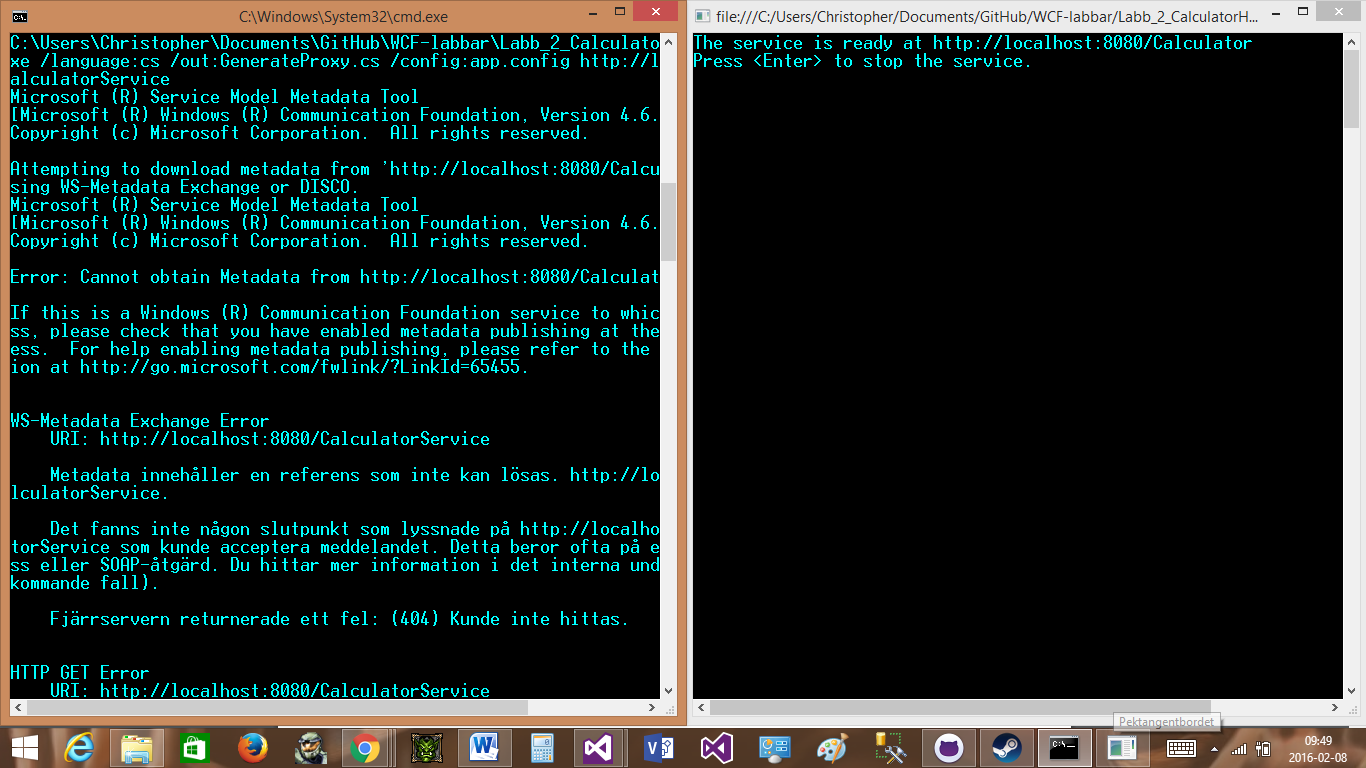 C:\Windows\System32\cmd.exe
C:\Users\Christopher\Documents\GitHub\WCF-labbar\Labb_2_Calculato
xe /language:cs /out:GenerateProxy.cs /config:app.config http://l
alculatorService
Microsoft (R) Service Model Metadata Tool
[Microsoft (R) Windows (R) Communication Foundation, Version 4.6.
Copyright (c) Microsoft Corporation.  All rights reserved.
Attempting to download metadata from 'http://localhost:8080/Calcu
sing WS-Metadata Exchange or DISCO.
Microsoft (R) Service Model Metadata Tool
[Microsoft (R) Windows (R) Communication Foundation, Version 4.6.
Copyright (c) Microsoft Corporation.  All rights reserved.
Error: Cannot obtain Metadata from http://localhost:8080/Calculat
If this is a Windows (R) Communication Foundation service to whic
ss, please check that you have enabled metadata publishing at the
ess.  For help enabling metadata publishing, please refer to the
ion at http://go.microsoft.com/fwlink/?LinkId=65455.
WS-Metadata Exchange Error
URI: http://localhost:8080/CalculatorService
Metadata innehåller en referens som inte kan lösas. http://lo
lculatorService.
Det fanns inte någon slutpunkt som lyssnade på http://localho
torService som kunde acceptera meddelandet. Detta beror ofta på e
ss eller SOAP-åtgärd. Du hittar mer information i det interna und
kommande fall).
Fjärrservern returnerade ett fel: (404) Kunde inte hittas.
HTTP GET Error
URI: http://localhost:8080/CalculatorService
file:///C:/Users/Christopher/Documents/GitHub/WCF-labbar/Labb_2_CalculatorH...
The service is ready at http://localhost:8080/Calculator
Press <Enter> to stop the service.
Pektangentbordet
09:49
2016-02-08